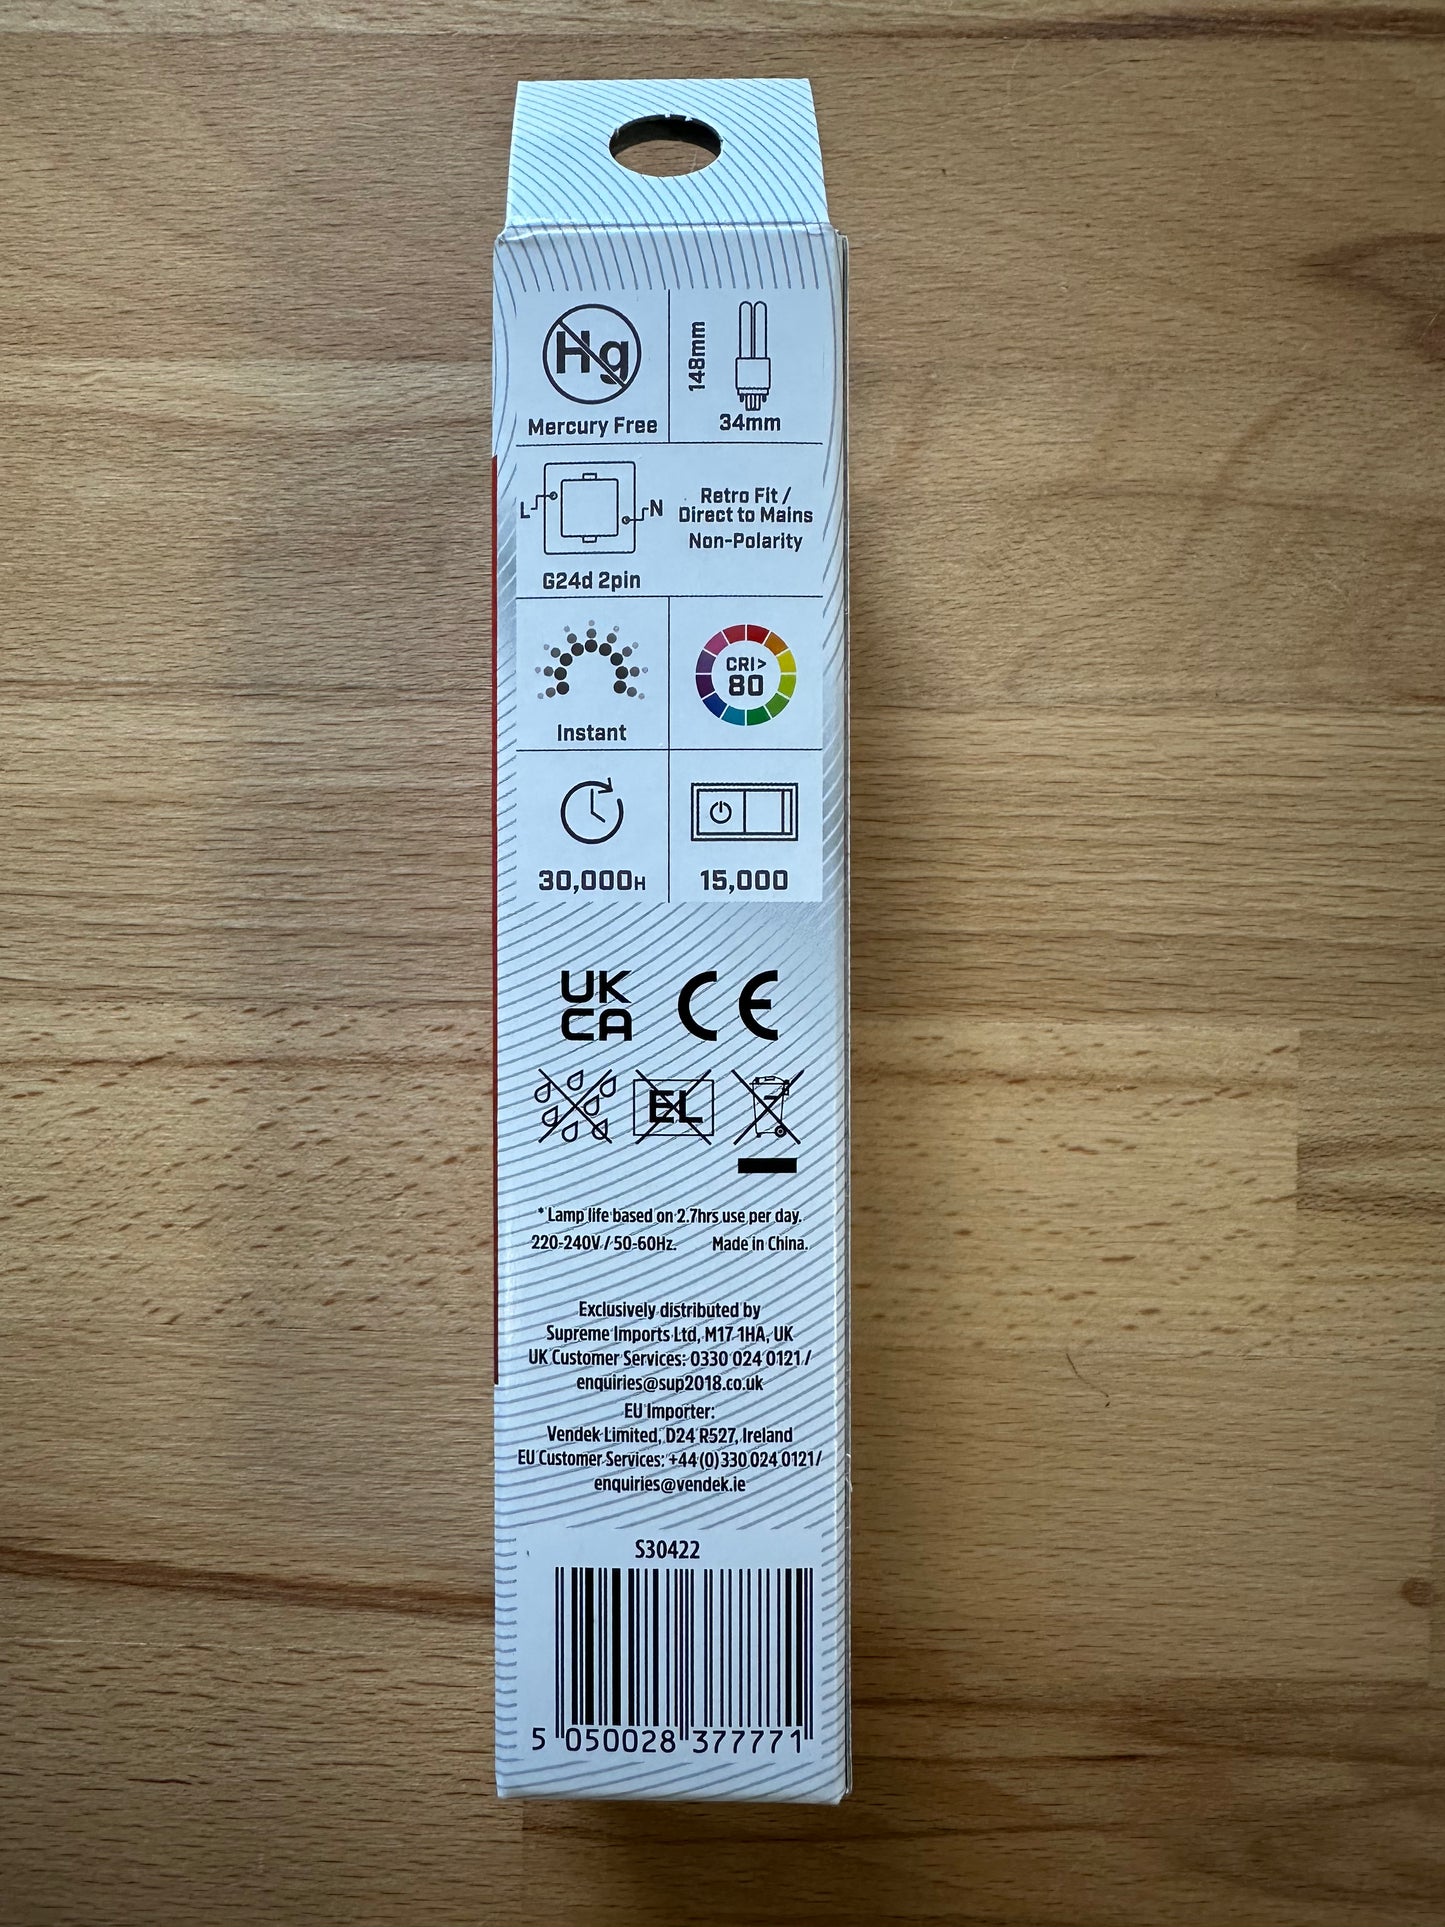 Hg
Mercury Free
148mm
34mm
L
N
Retro Fit /
Direct to Mains
Non-Polarity
G24d 2pin
CRI>
80
Instant
30,000H
15,000
UK
CA
CE
EL
* Lamp life based on 2.7hrs use per day.
220-240V / 50-60Hz. Made in China.
Exclusively distributed by
Supreme Imports Ltd, M17 1HA, UK
UK Customer Services: 0330 024 0121 /
enquiries@sup2018.co.uk
EU Importer:
Vendek Limited, D24 R527, Ireland
EU Customer Services: +44 (0) 330 024 0121 /
enquiries@vendek.ie
S30422
5 050028 377771